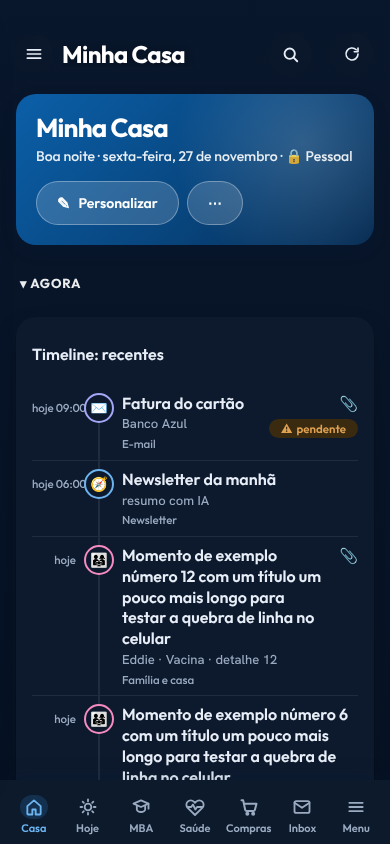 Minha Casa
Minha Casa
Boa noite · sexta-feira, 27 de novembro · 🔒 Pessoal
✎ Personalizar
⋯
▾ AGORA
Timeline: recentes
hoje 09:00
Fatura do cartão
Banco Azul
⚠ pendente
E-mail
hoje 06:00
Newsletter da manhã
resumo com IA
Newsletter
hoje
Momento de exemplo
número 12 com um título um
pouco mais longo para
testar a quebra de linha no
celular
Eddie · Vacina · detalhe 12
Família e casa
hoje
Momento de exemplo número 6
com um título um pouco mais
longo para testar a quebra de
linha no celular
Casa
Hoje
MBA
Saúde
Compras
Inbox
Menu